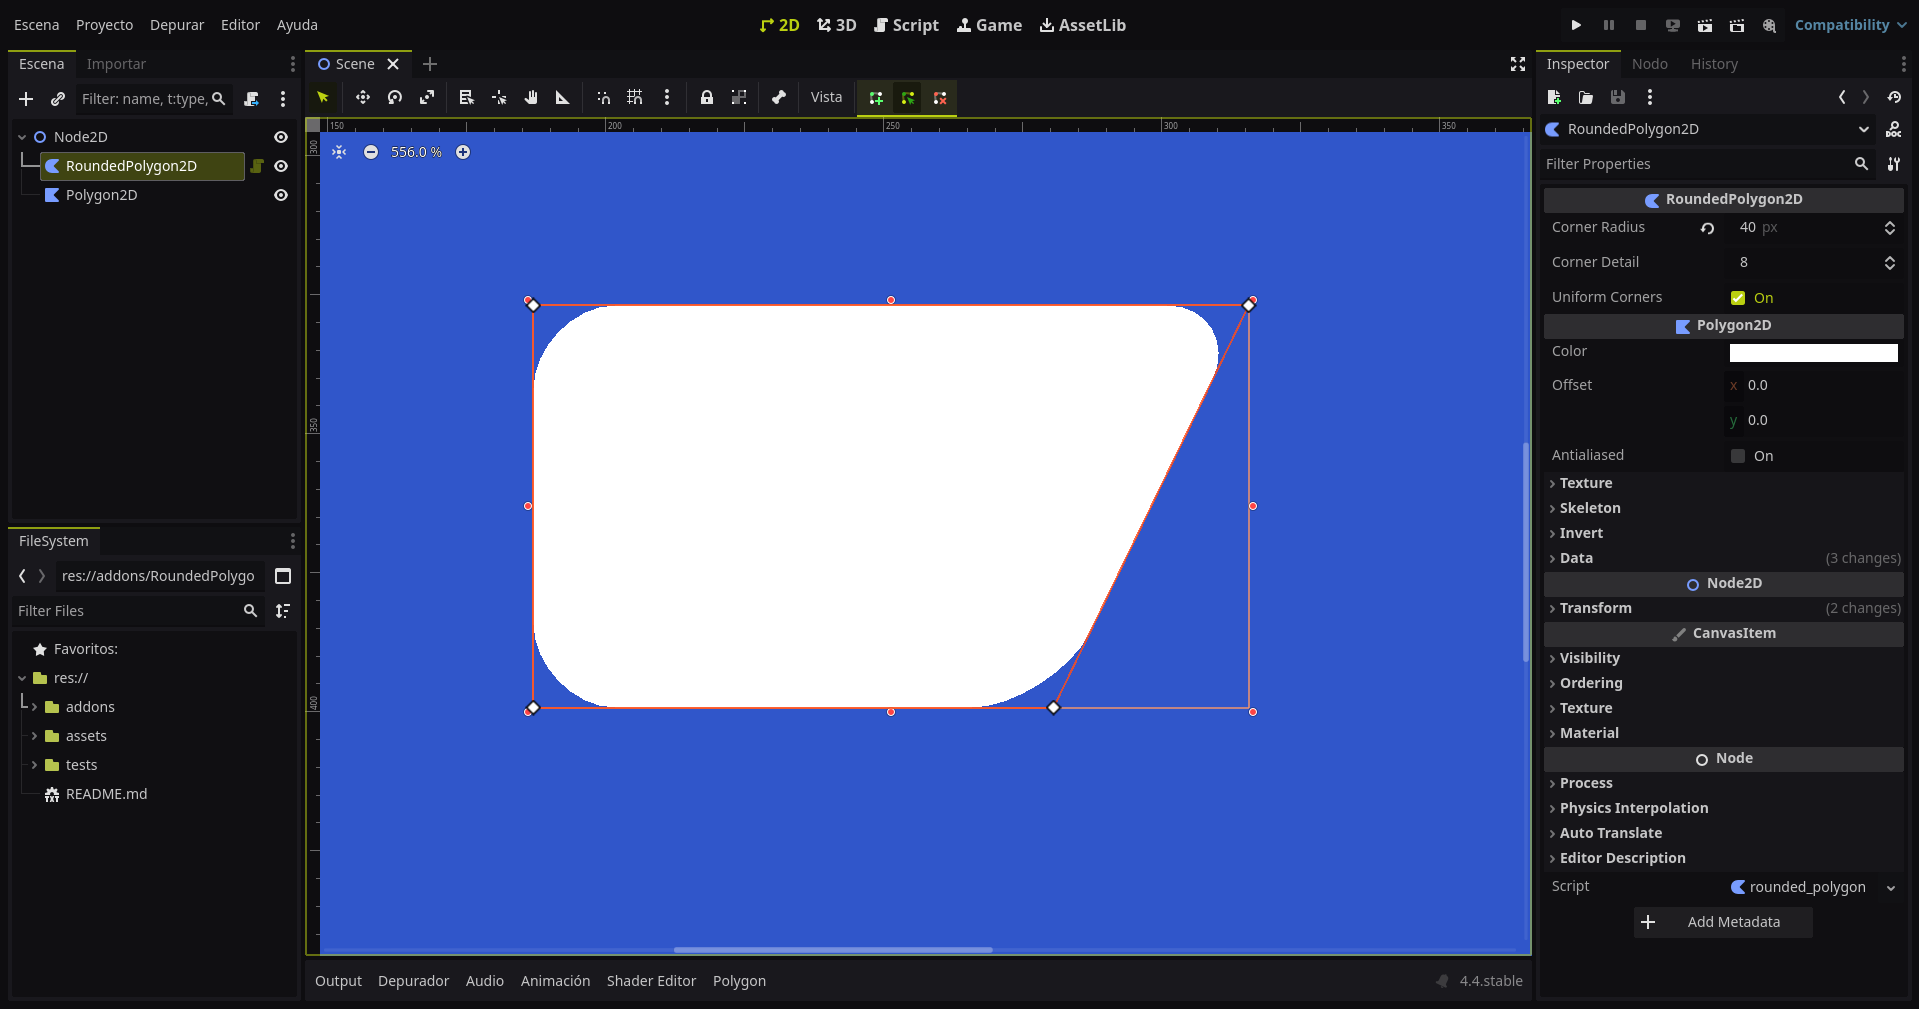 Escena Proyecto Depurar Editor Ayuda
2D 3D Script Game AssetLib
Compatibility
Escena Importar
Filter: name, t:type,
Node2D
RoundedPolygon2D
Polygon2D
FileSystem
res://addons/RoundedPolygo
Filter Files
Favoritos:
res://
addons
assets
tests
README.md
Scene
Vista
150 200 250 300 350
300
350
400
556.0 %
Output Depurador Audio Animación Shader Editor Polygon
4.4.stable
Inspector Nodo History
RoundedPolygon2D
DOC
Filter Properties
RoundedPolygon2D
Corner Radius 40 px
Corner Detail 8
Uniform Corners On
Polygon2D
Color
Offset x 0.0
y 0.0
Antialiased On
Texture
Skeleton
Invert
Data (3 changes)
Node2D
Transform (2 changes)
CanvasItem
Visibility
Ordering
Texture
Material
Node
Process
Physics Interpolation
Auto Translate
Editor Description
Script rounded_polygon
Add Metadata